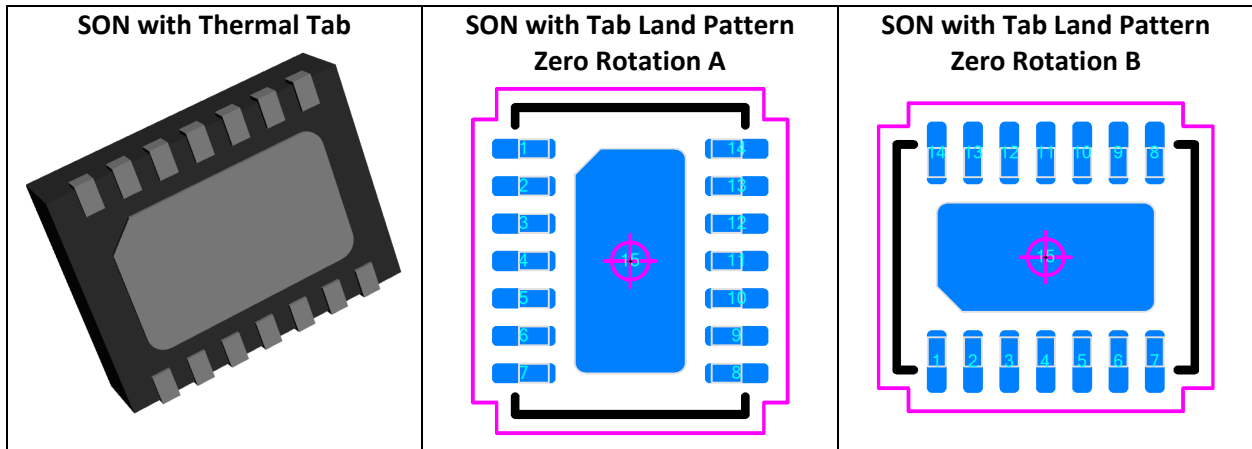 SON with Thermal Tab
SON with Tab Land Pattern
Zero Rotation A
SON with Tab Land Pattern
Zero Rotation B
1 14
2 13
3 12
4 15 11
5 10
6 9
7 8
14 13 12 11 10 9 8
15
1 2 3 4 5 6 7